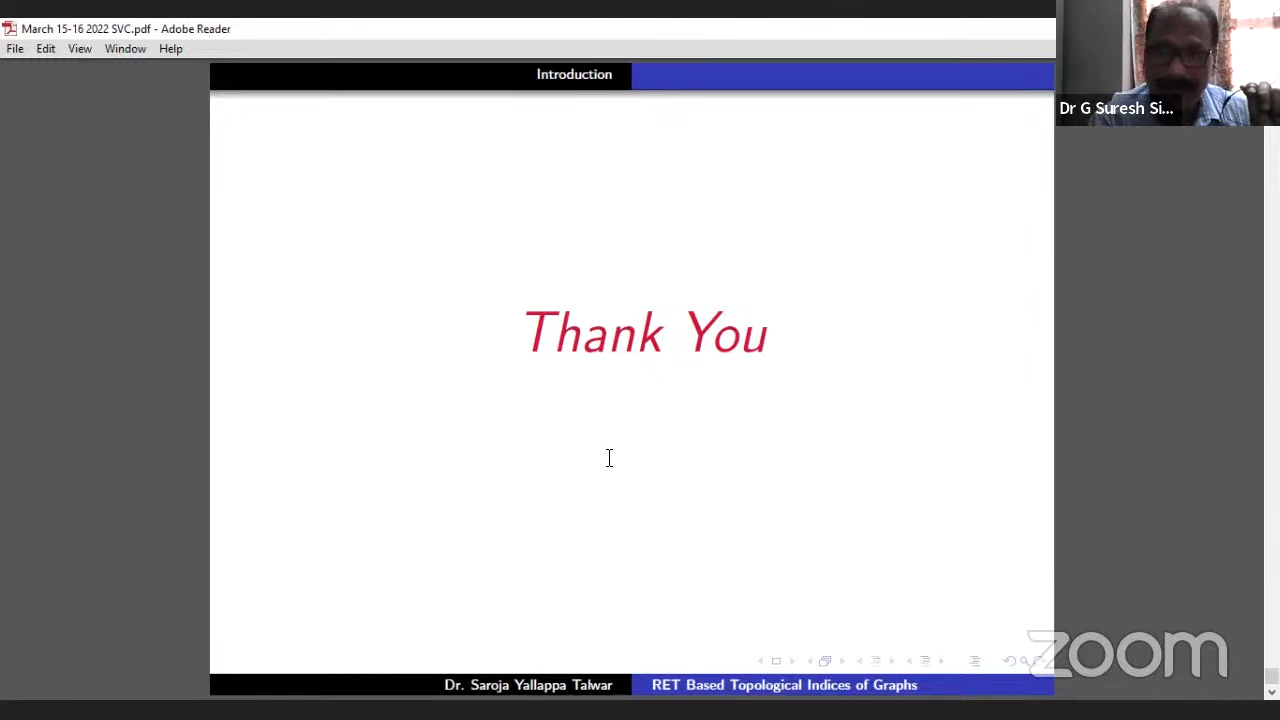 March 15-16 2022 SVC.pdf - Adobe Reader
File Edit View Window Help
Introduction
Dr G Suresh Si...
Thank You
zoom
Dr. Saroja Yallappa Talwar RET Based Topological Indices of Graphs